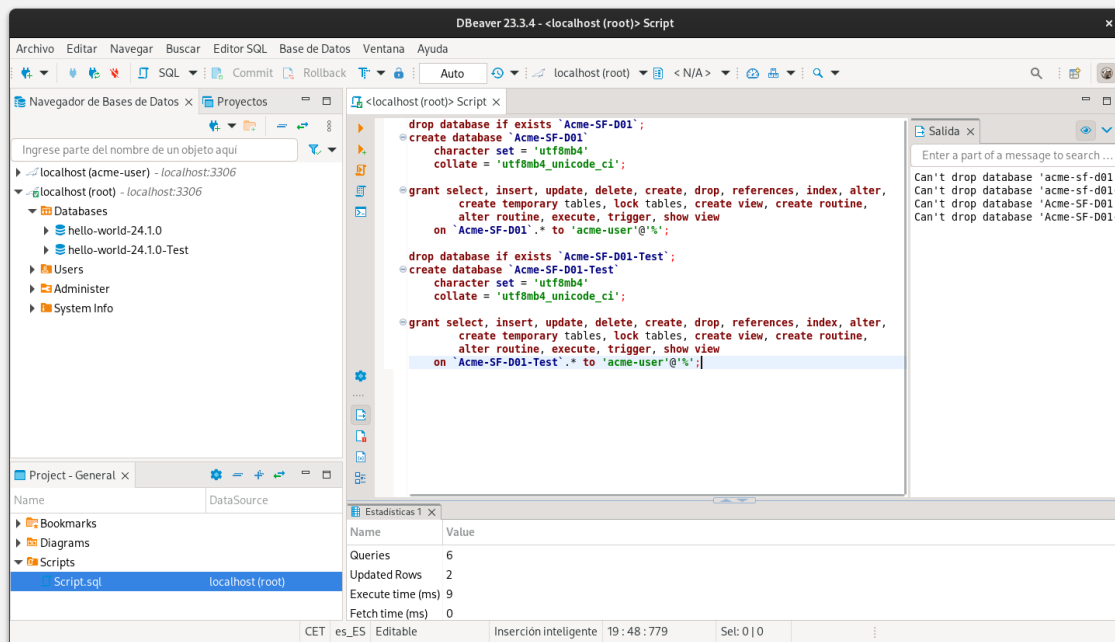 DBeaver 23.3.4 - <localhost (root)> Script
Archivo Editar Navegar Buscar Editor SQL Base de Datos Ventana Ayuda
SQL Commit Rollback Auto localhost (root) < N/A >
Navegador de Bases de Datos Proyectos
Ingrese parte del nombre de un objeto aquí
localhost (acme-user) - localhost:3306
localhost (root) - localhost:3306
Databases
hello-world-24.1.0
hello-world-24.1.0-Test
Users
Administer
System Info
<localhost (root)> Script
drop database if exists `Acme-SF-D01`;
create database `Acme-SF-D01`
character set = 'utf8mb4'
collate = 'utf8mb4_unicode_ci';
grant select, insert, update, delete, create, drop, references, index, alter,
create temporary tables, lock tables, create view, create routine,
alter routine, execute, trigger, show view
on `Acme-SF-D01`.* to 'acme-user'@'%';
drop database if exists `Acme-SF-D01-Test`;
create database `Acme-SF-D01-Test`
character set = 'utf8mb4'
collate = 'utf8mb4_unicode_ci';
grant select, insert, update, delete, create, drop, references, index, alter,
create temporary tables, lock tables, create view, create routine,
alter routine, execute, trigger, show view
on `Acme-SF-D01-Test`.* to 'acme-user'@'%';
Salida
Enter a part of a message to search ...
Can't drop database 'acme-sf-d01
Can't drop database 'acme-sf-d01-
Can't drop database 'Acme-SF-D01
Can't drop database 'Acme-SF-D01-
Project - General
Name DataSource
Bookmarks
Diagrams
Scripts
Script.sql localhost (root)
Estadisticas 1
Name Value
Queries 6
Updated Rows 2
Execute time (ms) 9
Fetch time (ms) 0
CET es_ES Editable Inserción inteligente 19 : 48 : 779 Sel: 0 | 0